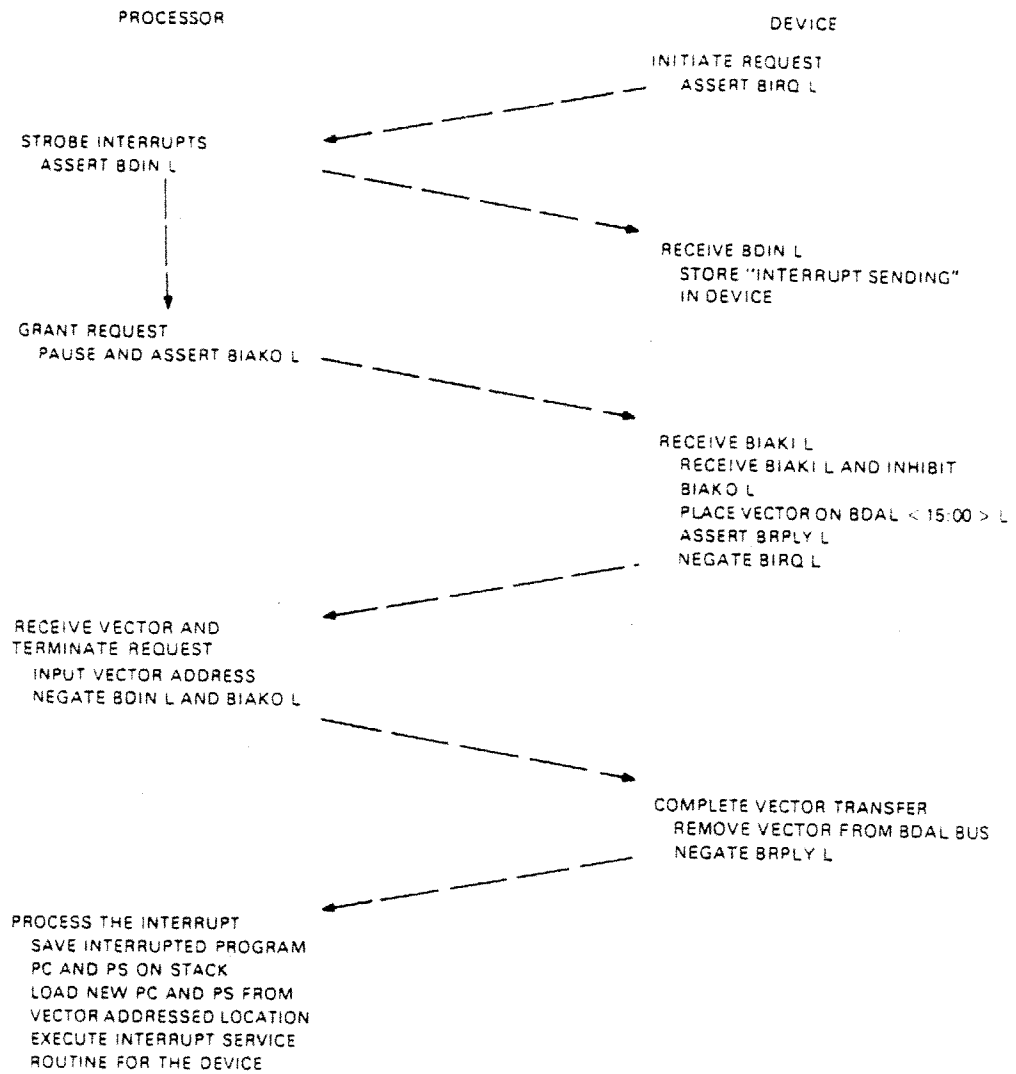 PROCESSOR
DEVICE
INITIATE REQUEST
ASSERT BIRQ L
STROBE INTERRUPTS
ASSERT BDIN L
RECEIVE BDIN L
STORE "INTERRUPT SENDING"
IN DEVICE
GRANT REQUEST
PAUSE AND ASSERT BIAKO L
RECEIVE BIAKI L
RECEIVE BIAKI L AND INHIBIT
BIAKO L
PLACE VECTOR ON BDAL < 15:00 > L
ASSERT BRPLY L
NEGATE BIRQ L
RECEIVE VECTOR AND
TERMINATE REQUEST
INPUT VECTOR ADDRESS
NEGATE BDIN L AND BIAKO L
COMPLETE VECTOR TRANSFER
REMOVE VECTOR FROM BDAL BUS
NEGATE BRPLY L
PROCESS THE INTERRUPT
SAVE INTERRUPTED PROGRAM
PC AND PS ON STACK
LOAD NEW PC AND PS FROM
VECTOR ADDRESSED LOCATION
EXECUTE INTERRUPT SERVICE
ROUTINE FOR THE DEVICE